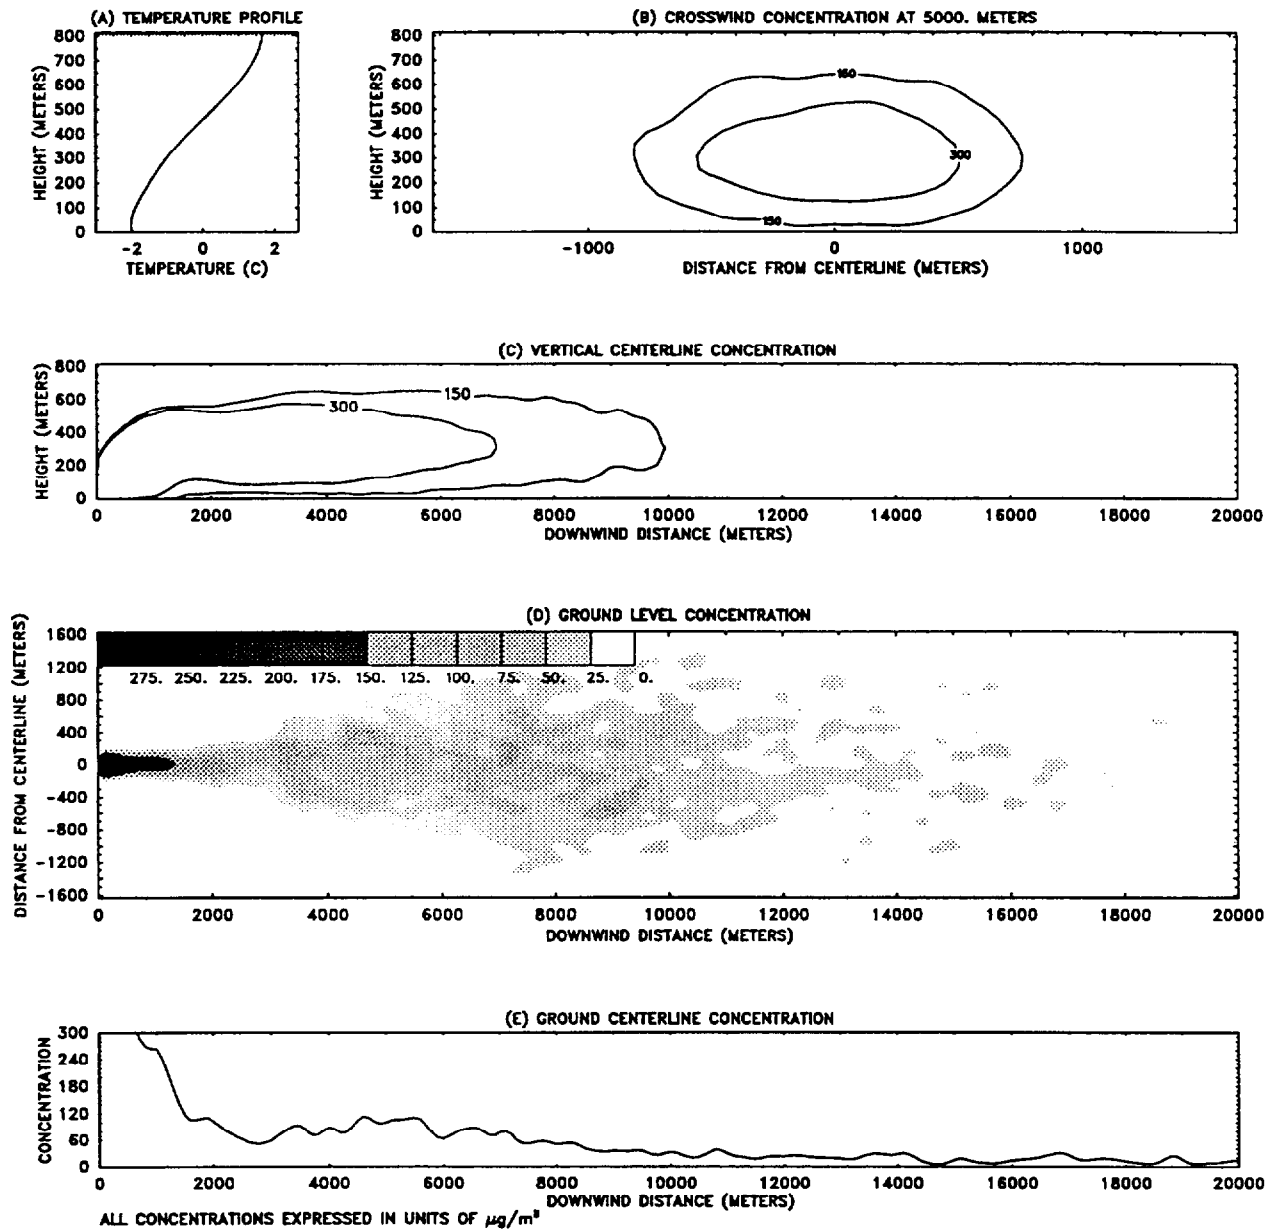 (A) TEMPERATURE PROFILE
800
700
600
500
400
300
200
100
0
HEIGHT (METERS)
-2 0 2
TEMPERATURE (C)
(B) CROSSWIND CONCENTRATION AT 5000. METERS
800
700
600
500
400
300
200
100
0
HEIGHT (METERS)
150
300
150
-1000 0 1000
DISTANCE FROM CENTERLINE (METERS)
(C) VERTICAL CENTERLINE CONCENTRATION
800
600
400
200
0
HEIGHT (METERS)
150
300
0 2000 4000 6000 8000 10000 12000 14000 16000 18000 20000
DOWNWIND DISTANCE (METERS)
(D) GROUND LEVEL CONCENTRATION
1600
1200
800
400
0
-400
-800
-1200
-1600
DISTANCE FROM CENTERLINE (METERS)
275. 250. 225. 200. 175. 150. 125. 100. 75. 50. 25. 0.
0 2000 4000 6000 8000 10000 12000 14000 16000 18000 20000
DOWNWIND DISTANCE (METERS)
(E) GROUND CENTERLINE CONCENTRATION
300
240
180
120
60
0
CONCENTRATION
0 2000 4000 6000 8000 10000 12000 14000 16000 18000 20000
DOWNWIND DISTANCE (METERS)
ALL CONCENTRATIONS EXPRESSED IN UNITS OF μg/m³